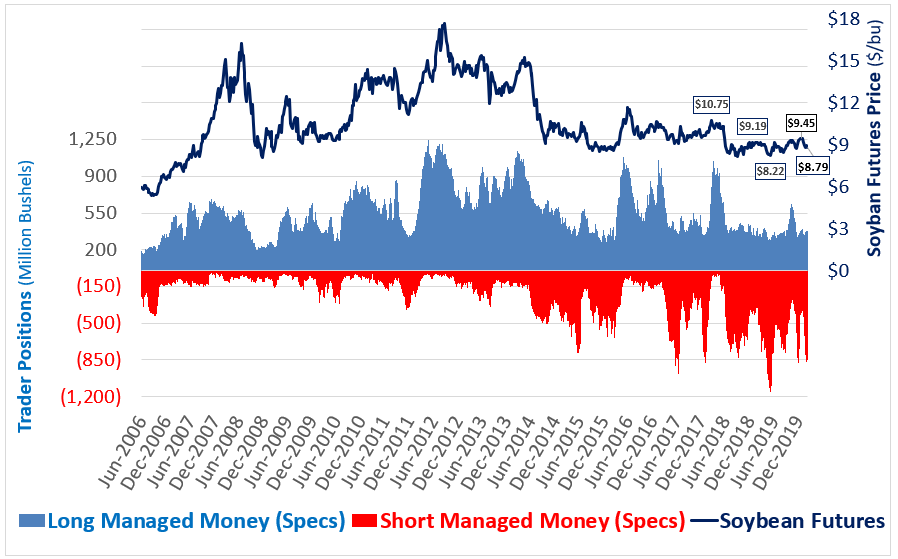 $18
$15
$12
$9
$6
$3
$0
Soyban Futures Price ($/bu)
1,250
900
550
200
(150)
(500)
(850)
(1,200)
Trader Positions (Million Bushels)
$10.75
$9.19
$9.45
$8.22
$8.79
Jun-2006
Dec-2006
Jun-2007
Dec-2007
Jun-2008
Dec-2008
Jun-2009
Dec-2009
Jun-2010
Dec-2010
Jun-2011
Dec-2011
Jun-2012
Dec-2012
Jun-2013
Dec-2013
Jun-2014
Dec-2014
Jun-2015
Dec-2015
Jun-2016
Dec-2016
Jun-2017
Dec-2017
Jun-2018
Dec-2018
Jun-2019
Dec-2019
Long Managed Money (Specs) Short Managed Money (Specs) Soybean Futures